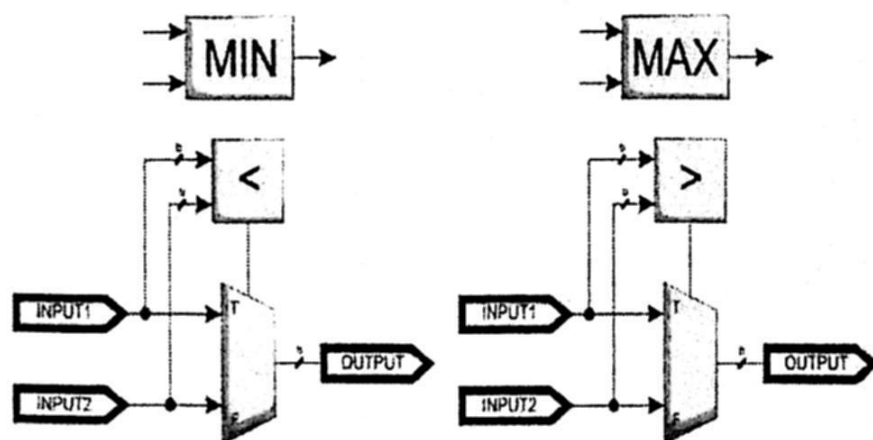 MIN
MAX
<
>
INPUT1
T
OUTPUT
INPUT2
F
INPUT1
T
OUTPUT
INPUT2
F